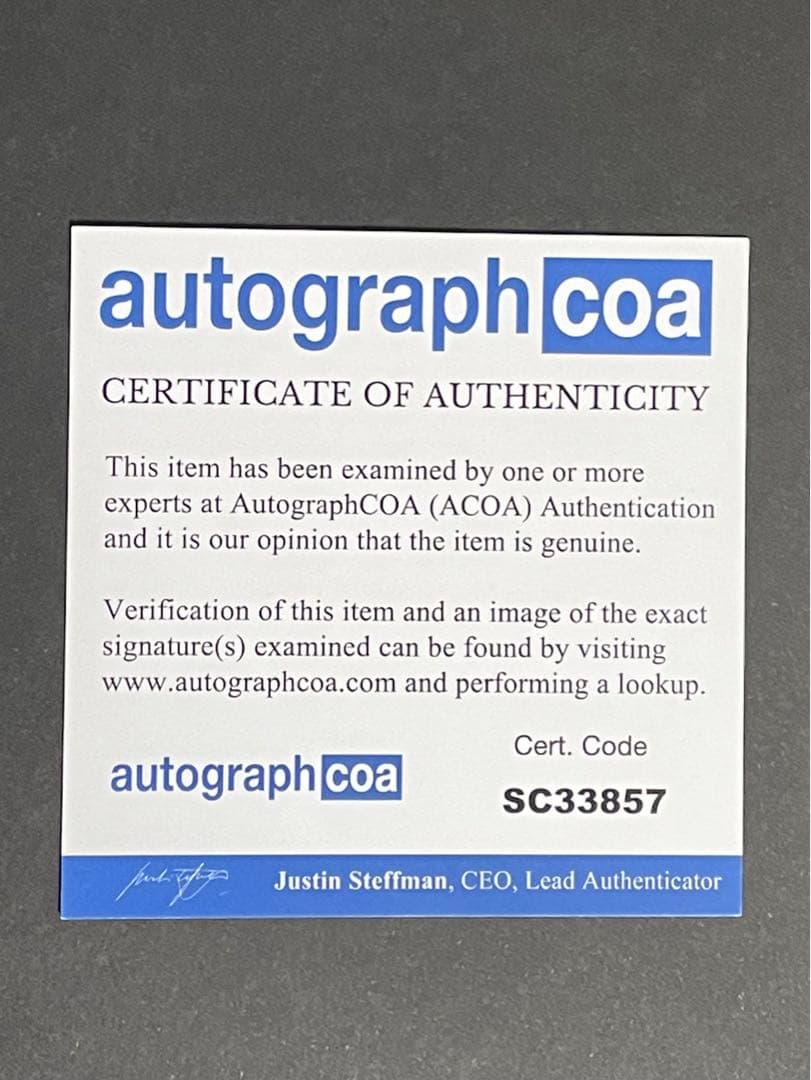 autograph coa
CERTIFICATE OF AUTHENTICITY
This item has been examined by one or more
experts at AutographCOA (ACOA) Authentication
and it is our opinion that the item is genuine.
Verification of this item and an image of the exact
signature(s) examined can be found by visiting
www.autographcoa.com and performing a lookup.
Cert. Code
autograph coa
SC33857
Justin Steffman, CEO, Lead Authenticator